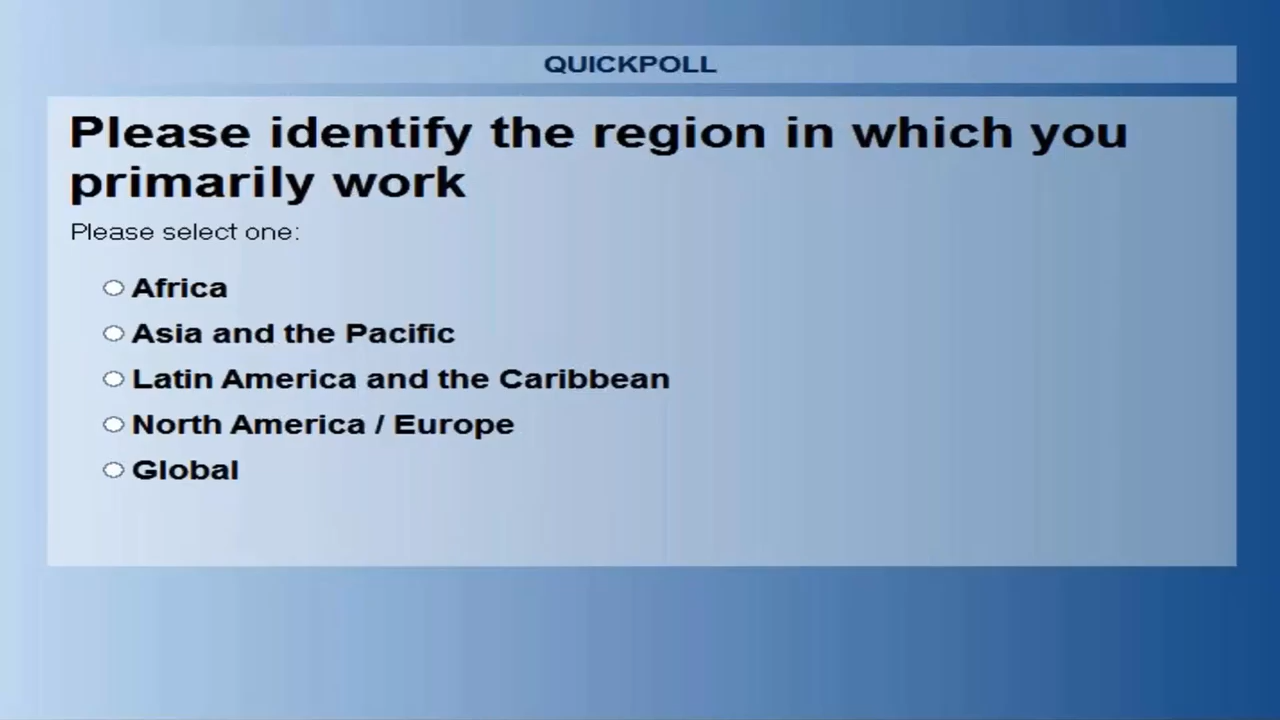 QUICKPOLL
Please identify the region in which you
primarily work
Please select one:
Africa
Asia and the Pacific
Latin America and the Caribbean
North America / Europe
Global